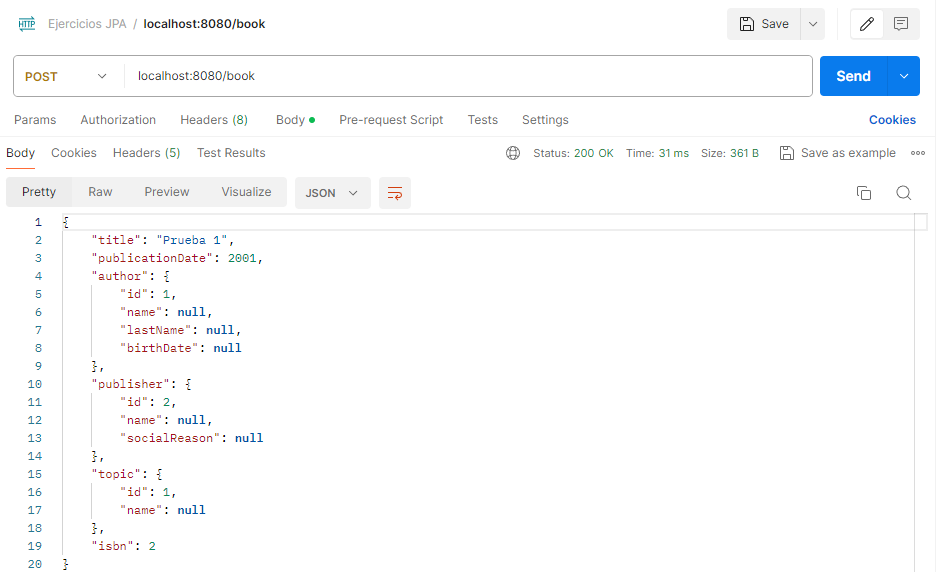 HTTP Ejercicios JPA / localhost:8080/book Save
POST localhost:8080/book Send
Params Authorization Headers (8) Body Pre-request Script Tests Settings Cookies
Body Cookies Headers (5) Test Results Status: 200 OK Time: 31 ms Size: 361 B Save as example
Pretty Raw Preview Visualize JSON
1 {
2 "title": "Prueba 1",
3 "publicationDate": 2001,
4 "author": {
5 "id": 1,
6 "name": null,
7 "lastName": null,
8 "birthDate": null
9 },
10 "publisher": {
11 "id": 2,
12 "name": null,
13 "socialReason": null
14 },
15 "topic": {
16 "id": 1,
17 "name": null
18 },
19 "isbn": 2
20 }